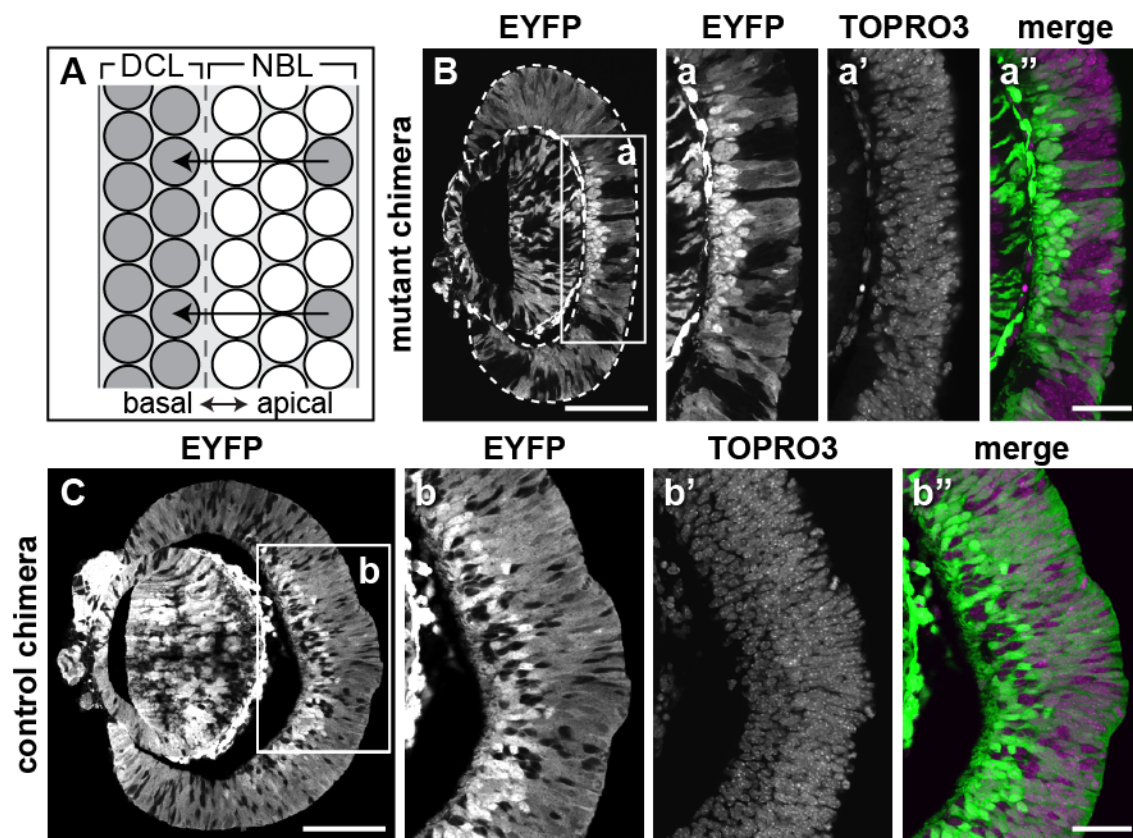 EYFP EYFP TOPRO3 merge
A DCL NBL
basal ↔ apical
mutant chimera
B a a a’ a”
EYFP EYFP TOPRO3 merge
control chimera
C b b b’ b”